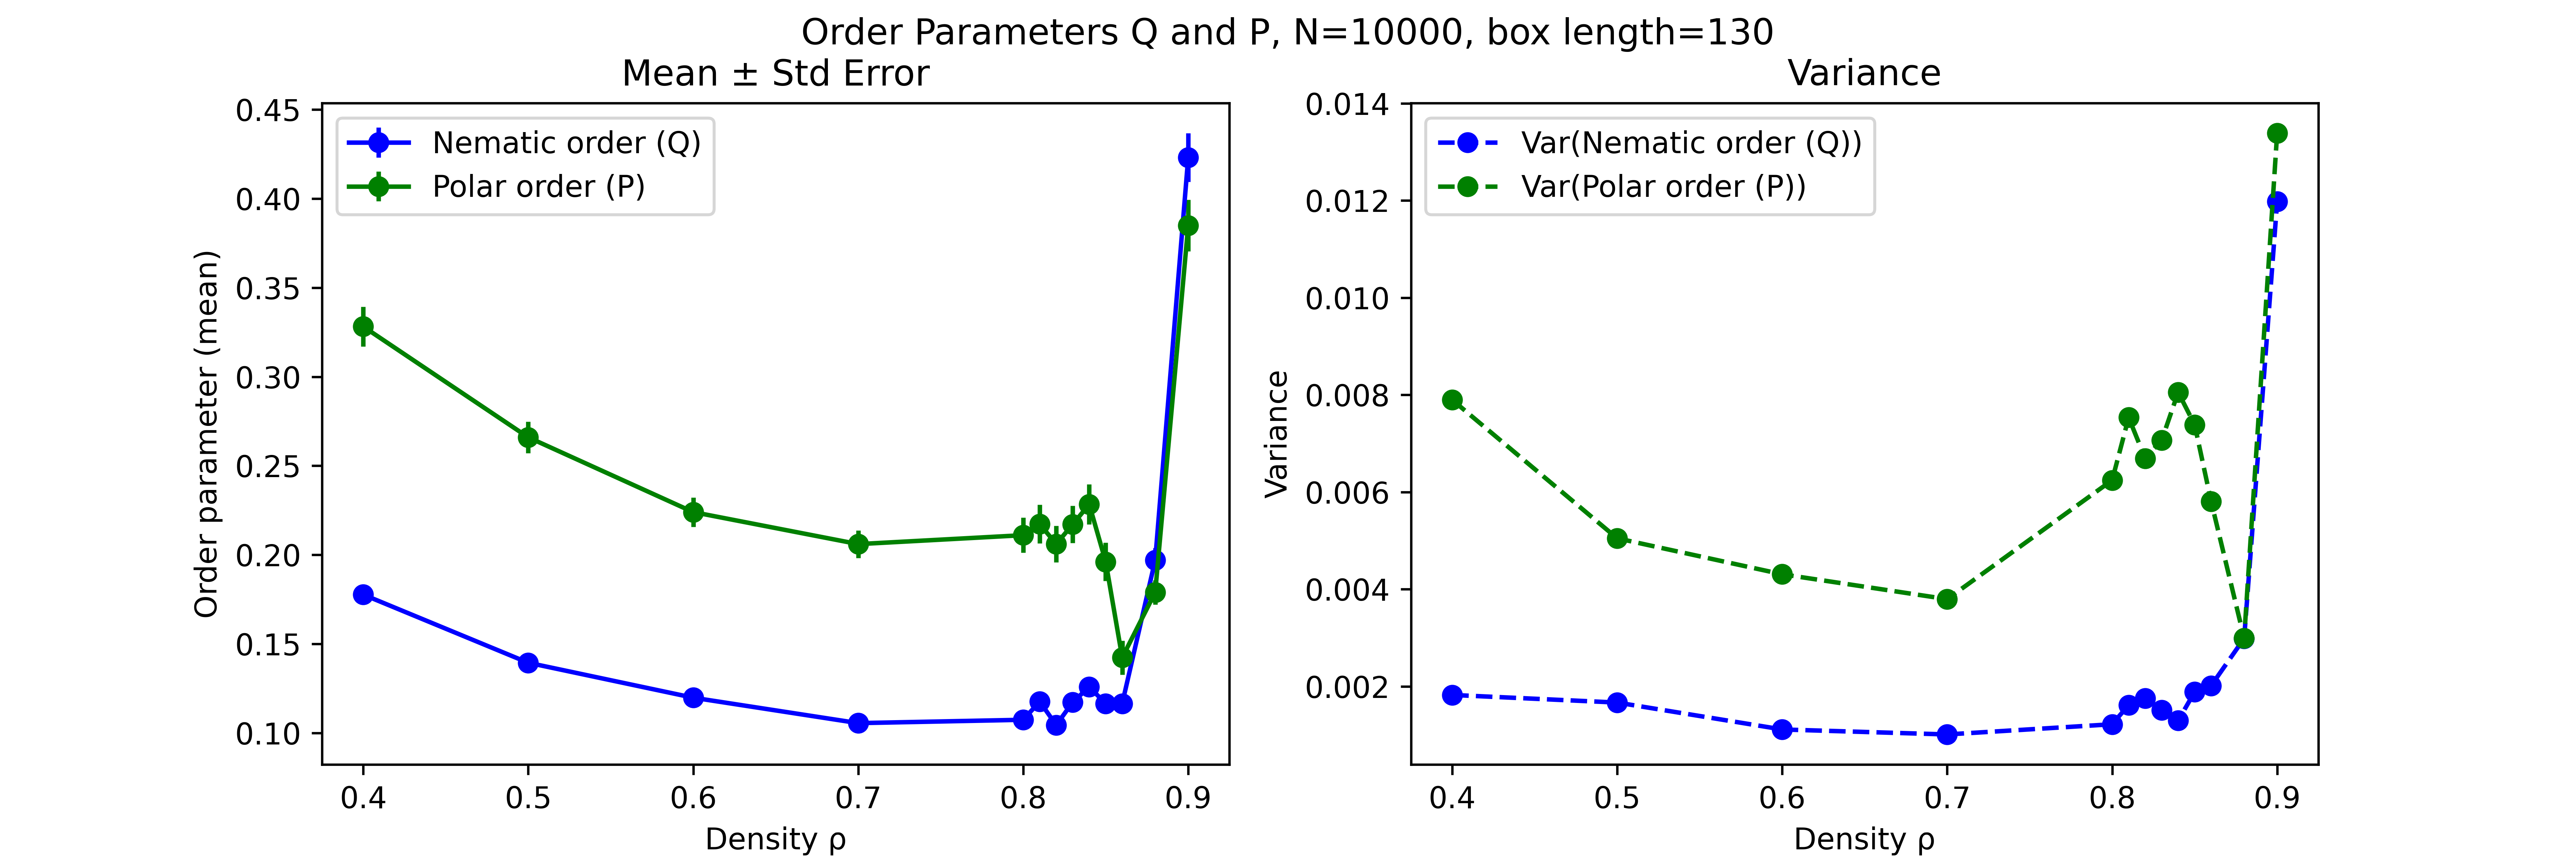 Order Parameters Q and P, N=10000, box length=130
Mean ± Std Error
0.45
0.40
0.35
0.30
0.25
0.20
0.15
0.10
Order parameter (mean)
Nematic order (Q)
Polar order (P)
0.4 0.5 0.6 0.7 0.8 0.9
Density ρ
Variance
0.014
0.012
0.010
0.008
0.006
0.004
0.002
Variance
Var(Nematic order (Q))
Var(Polar order (P))
0.4 0.5 0.6 0.7 0.8 0.9
Density ρ